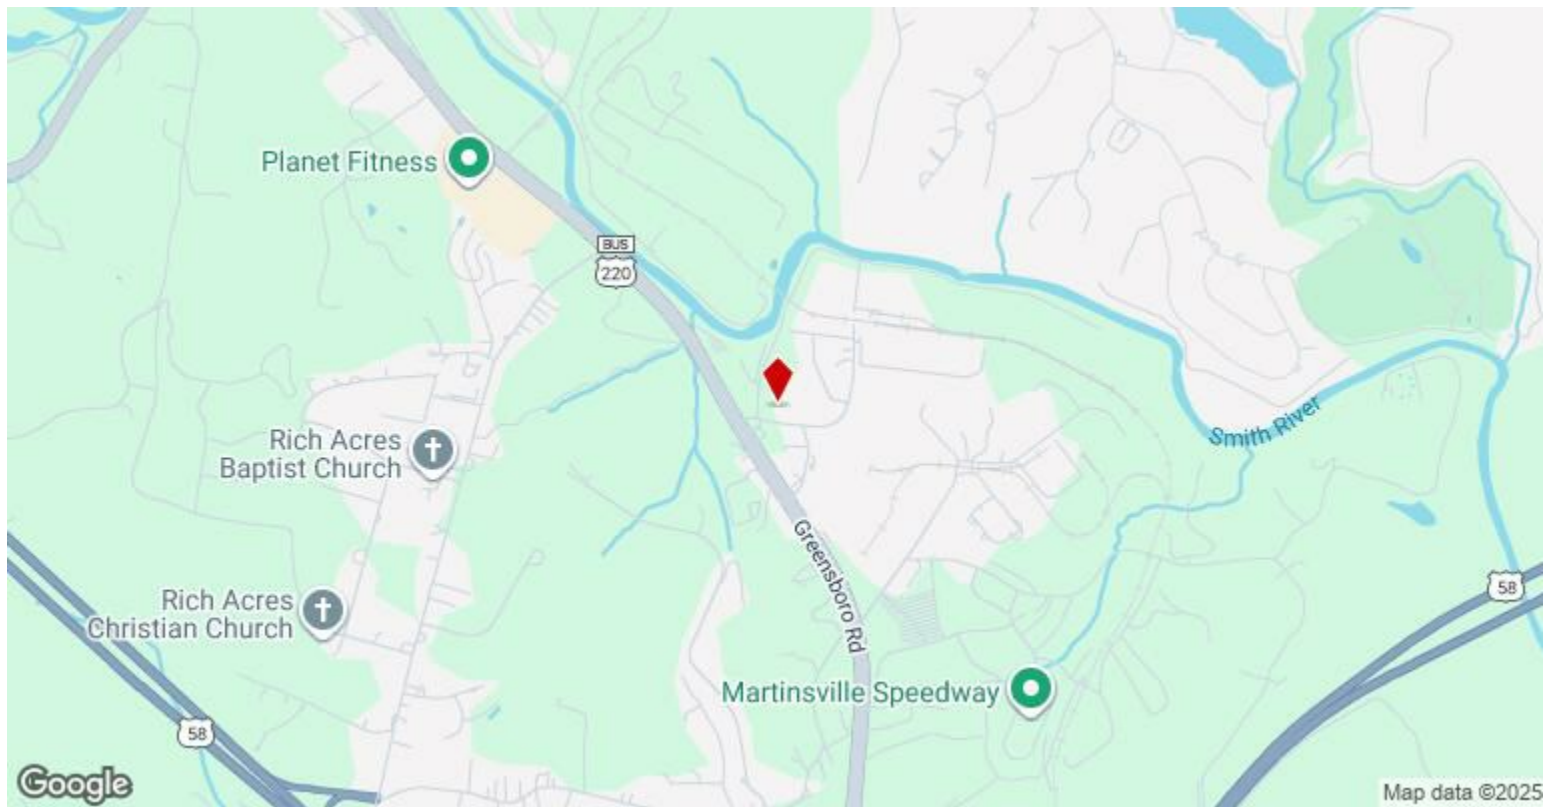 Planet Fitness
BUS
220
Rich Acres
Baptist Church
Smith River
Greensboro Rd
58
Rich Acres
Christian Church
Martinsville Speedway
58
Google
Map data ©2025